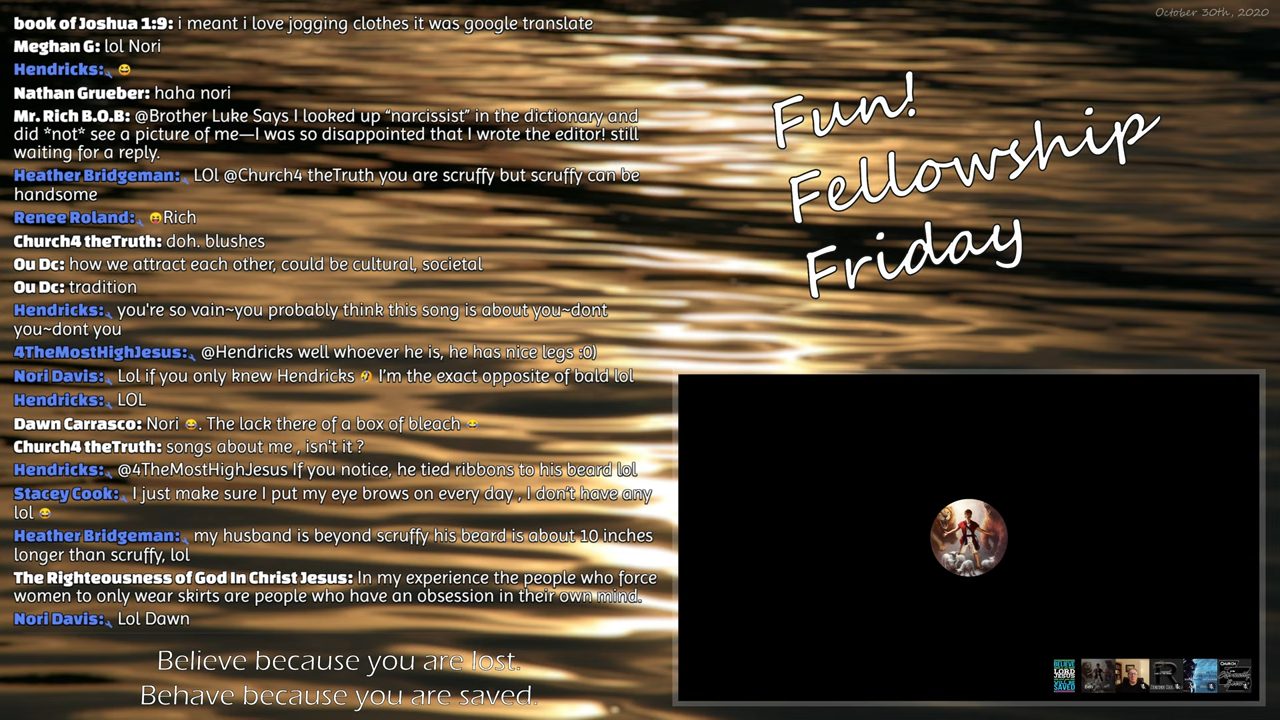 book of Joshua 1:9: i meant i love jogging clothes it was google translate
Meghan G: lol Nori
Hendricks: 😆
Nathan Grueber: haha nori
Mr. Rich B.O.B: @Brother Luke Says I looked up “narcissist” in the dictionary and
did *not* see a picture of me—I was so disappointed that I wrote the editor! still
waiting for a reply.
Heather Bridgeman: LOl @Church4 theTruth you are scruffy but scruffy can be
handsome
Renee Roland: 😝Rich
Church4 theTruth: doh. blushes
Ou Dc: how we attract each other, could be cultural, societal
Ou Dc: tradition
Hendricks: you're so vain~you probably think this song is about you~dont
you~dont you
4TheMostHighJesus: @Hendricks well whoever he is, he has nice legs :0)
Nori Davis: Lol if you only knew Hendricks 🤣 I’m the exact opposite of bald lol
Hendricks: LOL
Dawn Carrasco: Nori 😂. The lack there of a box of bleach 😂
Church4 theTruth: songs about me , isn't it ?
Hendricks: @4TheMostHighJesus If you notice, he tied ribbons to his beard lol
Stacey Cook: I just make sure I put my eye brows on every day , I don’t have any
lol 😂
Heather Bridgeman: my husband is beyond scruffy his beard is about 10 inches
longer than scruffy, lol
The Righteousness of God In Christ Jesus: In my experience the people who force
women to only wear skirts are people who have an obsession in their own mind.
Nori Davis: Lol Dawn
Believe because you are lost.
Behave because you are saved.
October 30th, 2020
Fun!
Fellowship
Friday
BELIEVE
LORD
JESUS
SAVED
CHURCH